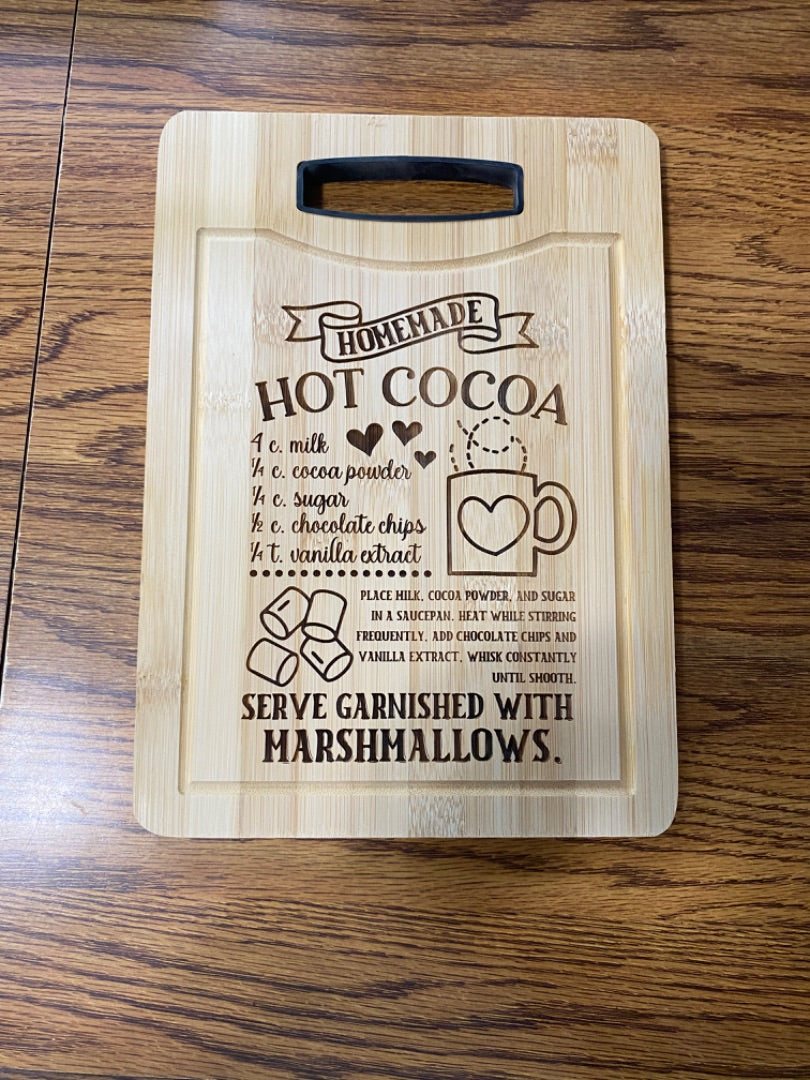 HOMEMADE
HOT COCOA
4 c. milk
¼ c. cocoa powder
¼ c. sugar
½ c. chocolate chips
¼ t. vanilla extract
PLACE MILK, COCOA POWDER, AND SUGAR
IN A SAUCEPAN. HEAT WHILE STIRRING
FREQUENTLY. ADD CHOCOLATE CHIPS AND
VANILLA EXTRACT. WHISK CONSTANTLY
UNTIL SMOOTH.
SERVE GARNISHED WITH
MARSHMALLOWS.